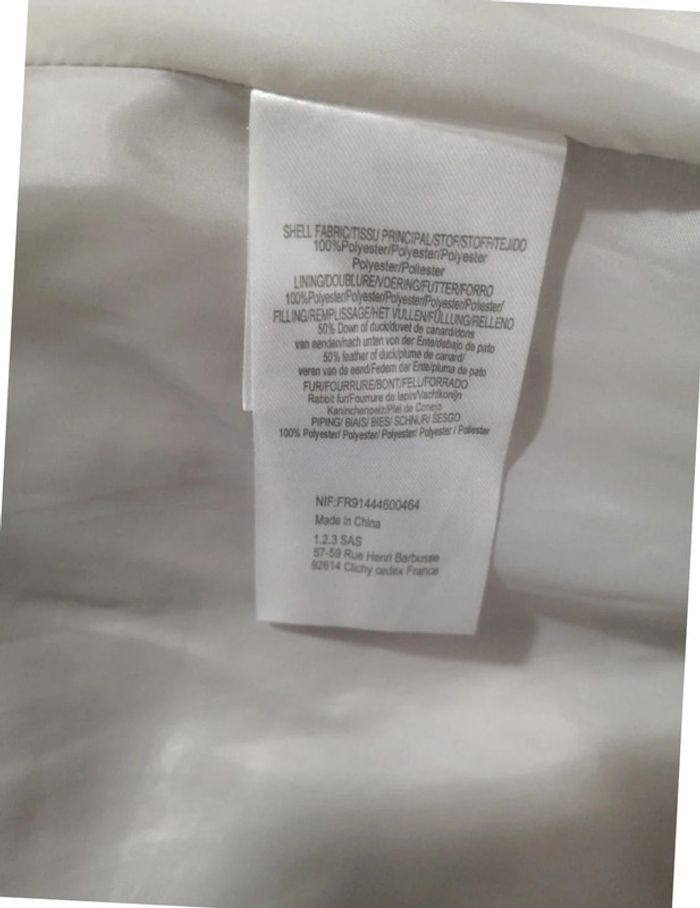 SHELL FABRIC/TISSU PRINCIPAL/STOF/STOFF/TEJIDO
100%Polyester/Polyester/Polyester
Polyester/Poliester
LINING/DOUBLURE/VOERING/FUTTER/FORRO
100%Polyester/Polyester/Polyester/Polyester/Poliester/
FILLING/REMPLISSAGE/HET VULLEN/FÜLLUNG/RELLENO
50% Down of duck/duvet de canard/dons
van eenden/nach unten von der Ente/debajo de pato
50% feather of duck/plume de canard/
veren van de eend/Federn der Ente/pluma de pato
FUR/FOURRURE/BONT/FELL/FORRADO
Rabbit fur/Fourrure da lapin/Vachtkonijn
Kaninchenpelz/Piel de Conejo
PIPING/ BIAIS/ BIES/ SCHNUR/ SESGO
100% Polyester/ Polyester/ Polyester/ Polyester / Poliester
NIF:FR91444600464
Made in China
1.2.3 SAS
57-59 Rue Henri Barbusse
92614 Clichy cedex France